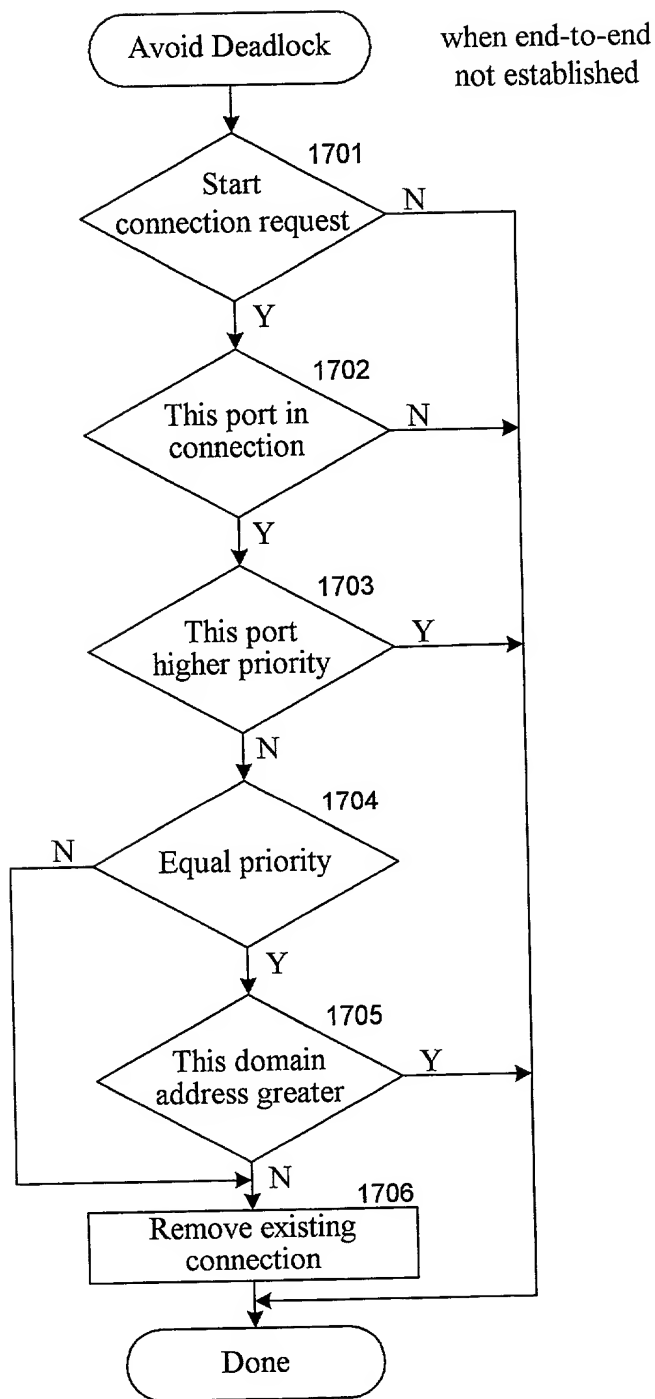 Avoid Deadlock
when end-to-end
not established
1701
Start
connection request
N
Y
1702
This port in
connection
N
Y
1703
This port
higher priority
Y
N
1704
Equal priority
N
Y
1705
This domain
address greater
Y
N
1706
Remove existing
connection
Done